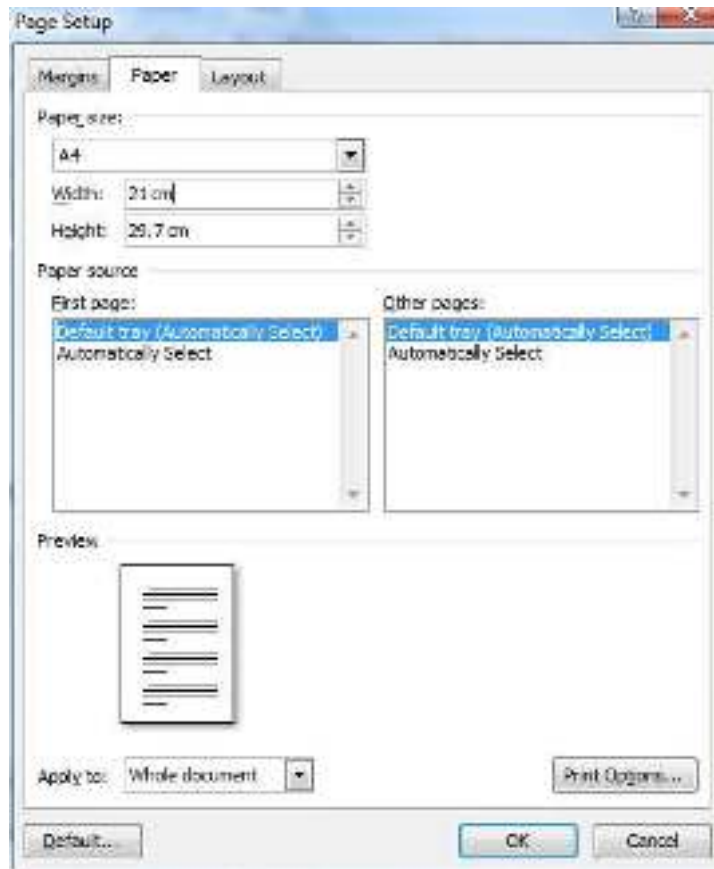 Page Setup
Margins Paper Layout
Paper size:
A4
Width: 21 cm
Height: 29.7 cm
Paper source
First page: Other pages:
Default tray (Automatically Select) Default tray (Automatically Select)
Automatically Select Automatically Select
Preview
Apply to: Whole document Print Options...
Default... OK Cancel